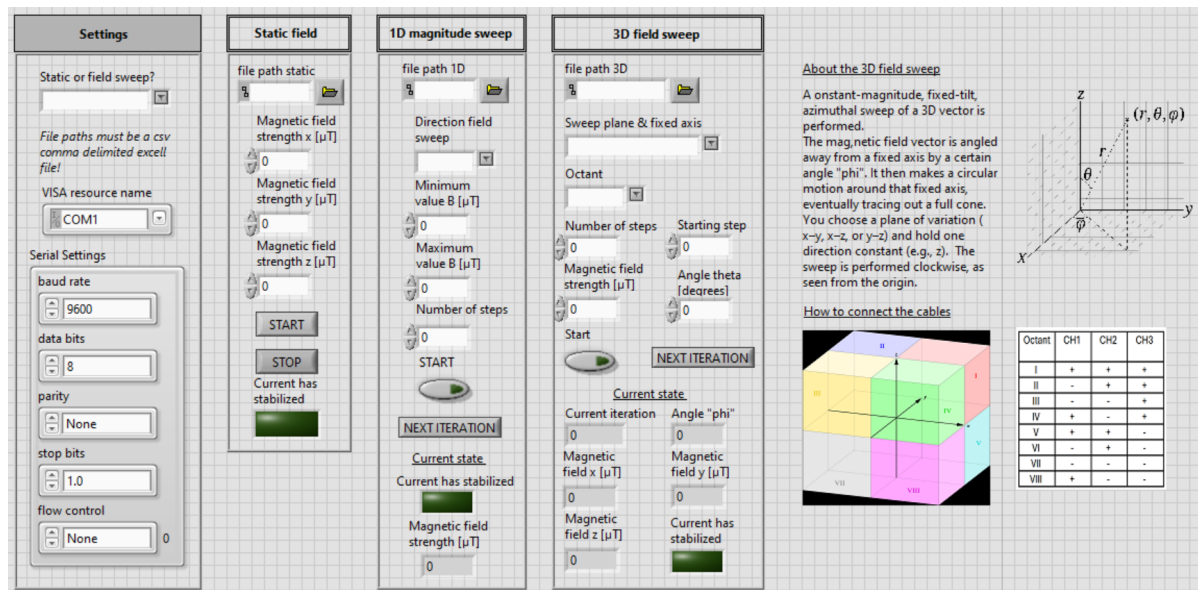 Settings
Static or field sweep?
File paths must be a csv
comma delimited excell
file!
VISA resource name
COM1
Serial Settings
baud rate
9600
data bits
8
parity
None
stop bits
1.0
flow control
None
0
Static field
file path static
Magnetic field
strength x [µT]
0
Magnetic field
strength y [µT]
0
Magnetic field
strength z [µT]
0
START
STOP
Current has
stabilized
1D magnitude sweep
file path 1D
Direction field
sweep
Minimum
value B [µT]
0
Maximum
value B [µT]
0
Number of steps
0
START
NEXT ITERATION
Current state
Current has stabilized
Magnetic field
strength [µT]
0
3D field sweep
file path 3D
Sweep plane & fixed axis
Octant
Number of steps
0
Starting step
0
Magnetic field
strength [µT]
0
Angle theta
[degrees]
0
Start
NEXT ITERATION
Current state
Current iteration
0
Angle "phi"
0
Magnetic
field x [µT]
0
Magnetic
field y [µT]
0
Magnetic
field z [µT]
0
Current has
stabilized
About the 3D field sweep
A onstant-magnitude, fixed-tilt,
azimuthal sweep of a 3D vector is
performed.
The mag,netic field vector is angled
away from a fixed axis by a certain
angle "phi". It then makes a circular
motion around that fixed axis,
eventually tracing out a full cone.
You choose a plane of variation (
x–y, x–z, or y–z) and hold one
direction constant (e.g., z).  The
sweep is performed clockwise, as
seen from the origin.
z
(r, θ, φ)
r
θ
y
φ
X
How to connect the cables
II
I
III
IV
V
VII
VIII
Octant CH1 CH2 CH3
I + + +
II - + +
III - - +
IV + - +
V + + -
VI - + -
VII - - -
VIII + - -